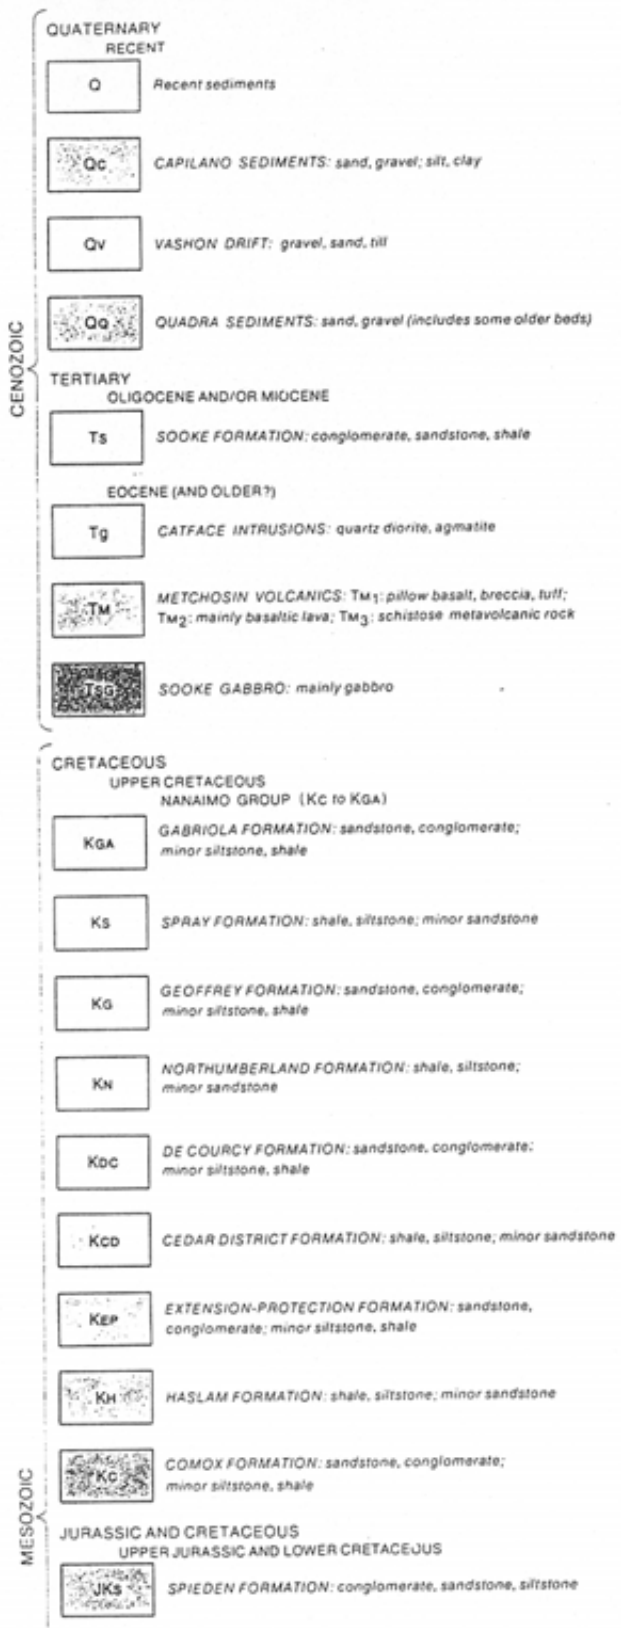 QUATERNARY
RECENT
Q Recent sediments
Qc CAPILANO SEDIMENTS: sand, gravel; silt, clay
Qv VASHON DRIFT: gravel, sand, till
Qq QUADRA SEDIMENTS: sand, gravel (includes some older beds)
CENOZOIC
TERTIARY
OLIGOCENE AND/OR MIOCENE
Ts SOOKE FORMATION: conglomerate, sandstone, shale
EOCENE (AND OLDER?)
Tg CATFACE INTRUSIONS: quartz diorite, agmatite
TM METCHOSIN VOLCANICS: TM1: pillow basalt, breccia, tuff;
TM2: mainly basaltic lava; TM3: schistose metavolcanic rock
TSG SOOKE GABBRO: mainly gabbro
CRETACEOUS
UPPER CRETACEOUS
NANAIMO GROUP (KC to KGA)
KGA GABRIOLA FORMATION: sandstone, conglomerate;
minor siltstone, shale
KS SPRAY FORMATION: shale, siltstone; minor sandstone
KG GEOFFREY FORMATION: sandstone, conglomerate;
minor siltstone, shale
KN NORTHUMBERLAND FORMATION: shale, siltstone;
minor sandstone
KDC DE COURCY FORMATION: sandstone, conglomerate;
minor siltstone, shale
KCD CEDAR DISTRICT FORMATION: shale, siltstone; minor sandstone
KEP EXTENSION-PROTECTION FORMATION: sandstone,
conglomerate; minor siltstone, shale
KH HASLAM FORMATION: shale, siltstone; minor sandstone
KC COMOX FORMATION: sandstone, conglomerate;
minor siltstone, shale
MESOZOIC
JURASSIC AND CRETACEOUS
UPPER JURASSIC AND LOWER CRETACEOUS
JKs SPIEDEN FORMATION: conglomerate, sandstone, siltstone